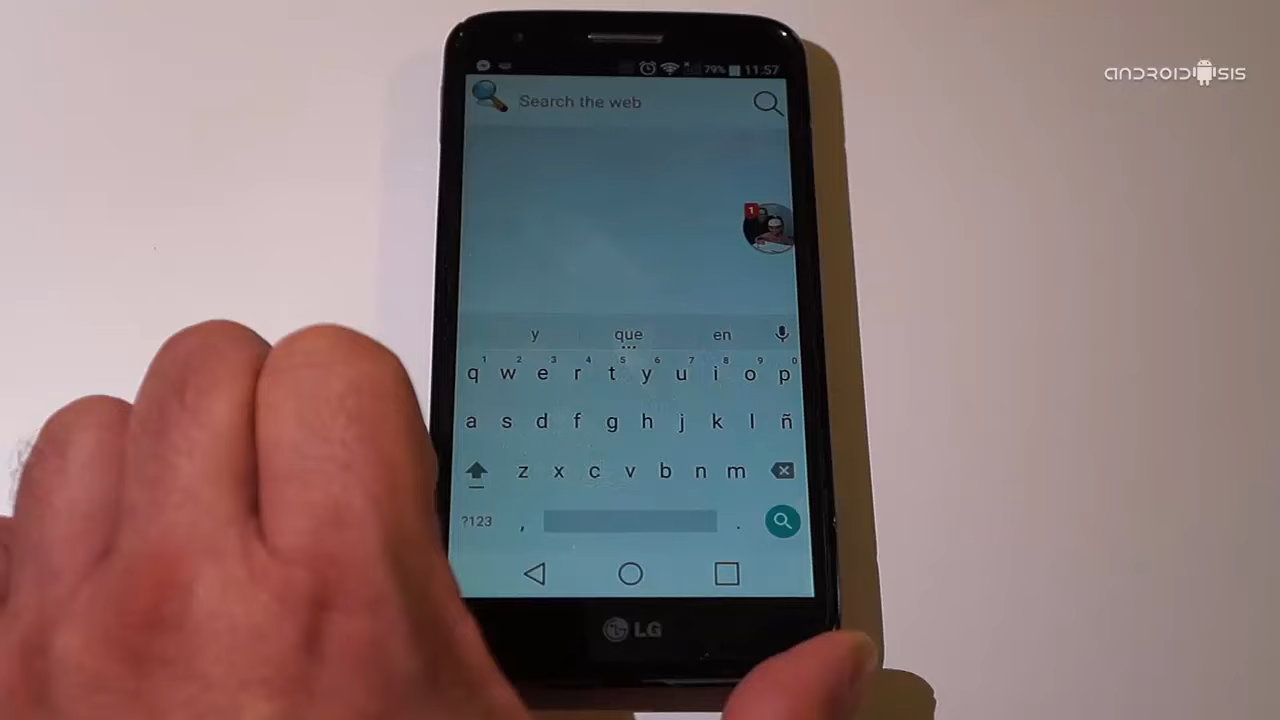 79% 11:57
ANDROIDSIS
Search the web
1
y que en
1 2 3 4 5 6 7 8 9 0
q w e r t y u i o p
a s d f g h j k l ñ
z x c v b n m
?123 , .
LG